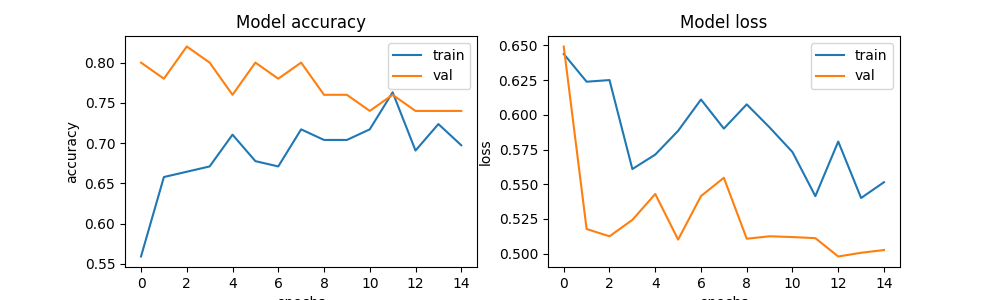 Model accuracy
train
val
accuracy
0.80
0.75
0.70
0.65
0.60
0.55
0 2 4 6 8 10 12 14
epochs
Model loss
train
val
loss
0.650
0.625
0.600
0.575
0.550
0.525
0.500
0 2 4 6 8 10 12 14
epochs